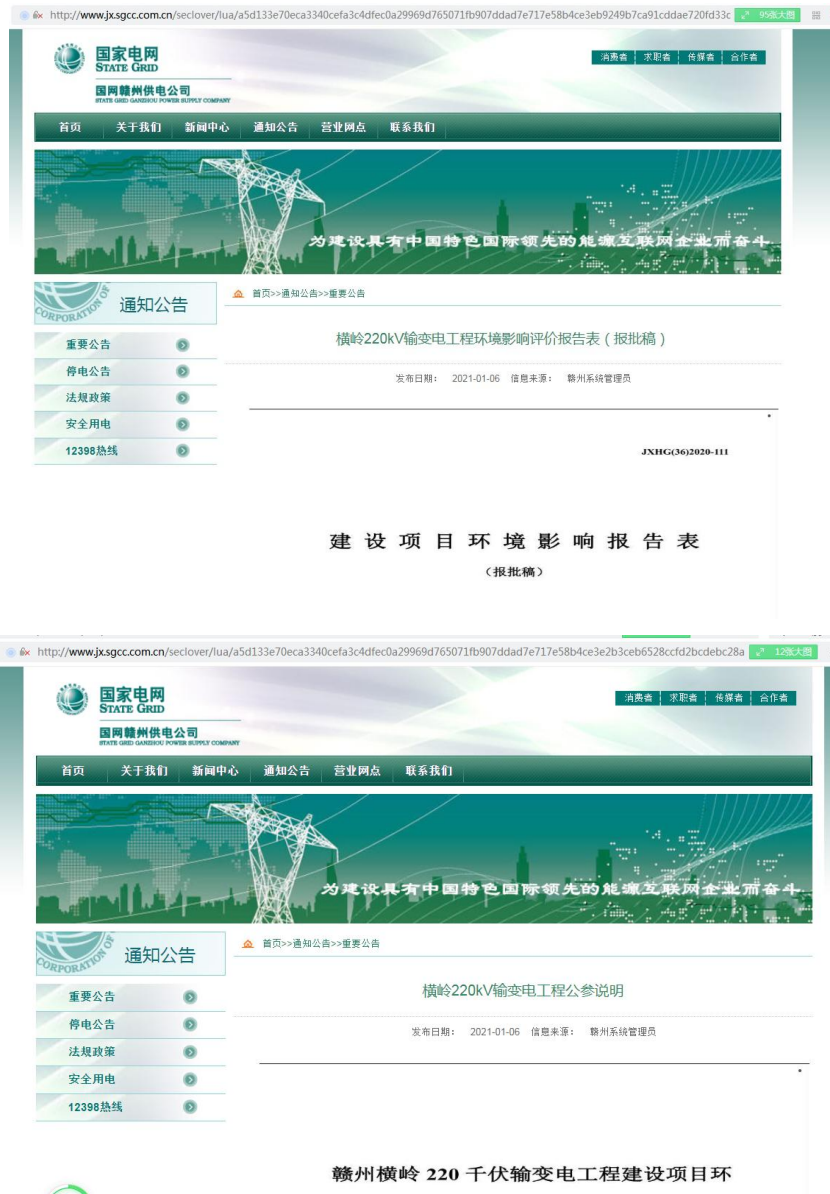 http://www.jx.sgcc.com.cn/seclover/lua/a5d133e70eca3340cefa3c4dfec0a29969d765071fb907ddad7e717e58b4ce3eb9249b7ca91cddae720fd33c 95张大图
国家电网
STATE GRID
国网赣州供电公司
STATE GRID GANZHOU POWER SUPPLY COMPANY
消费者 求职者 传媒者 合作者
首页 关于我们 新闻中心 通知公告 营业网点 联系我们
为建设具有中国特色国际领先的能源互联网企业而奋斗
CORPORATION OF
通知公告
首页>>通知公告>>重要公告
重要公告
停电公告
法规政策
安全用电
12398热线
横岭220kV输变电工程环境影响评价报告表（报批稿）
发布日期： 2021-01-06 信息来源： 赣州系统管理员
JXHG(36)2020-111
建设项目环境影响报告表
（报批稿）
http://www.jx.sgcc.com.cn/seclover/lua/a5d133e70eca3340cefa3c4dfec0a29969d765071fb907ddad7e717e58b4ce3e2b3ceb6528ccfd2bcdebc28a 12张大图
国家电网
STATE GRID
国网赣州供电公司
STATE GRID GANZHOU POWER SUPPLY COMPANY
消费者 求职者 传媒者 合作者
首页 关于我们 新闻中心 通知公告 营业网点 联系我们
为建设具有中国特色国际领先的能源互联网企业而奋斗
CORPORATION OF
通知公告
首页>>通知公告>>重要公告
重要公告
停电公告
法规政策
安全用电
12398热线
横岭220kV输变电工程公参说明
发布日期： 2021-01-06 信息来源： 赣州系统管理员
赣州横岭 220 千伏输变电工程建设项目环